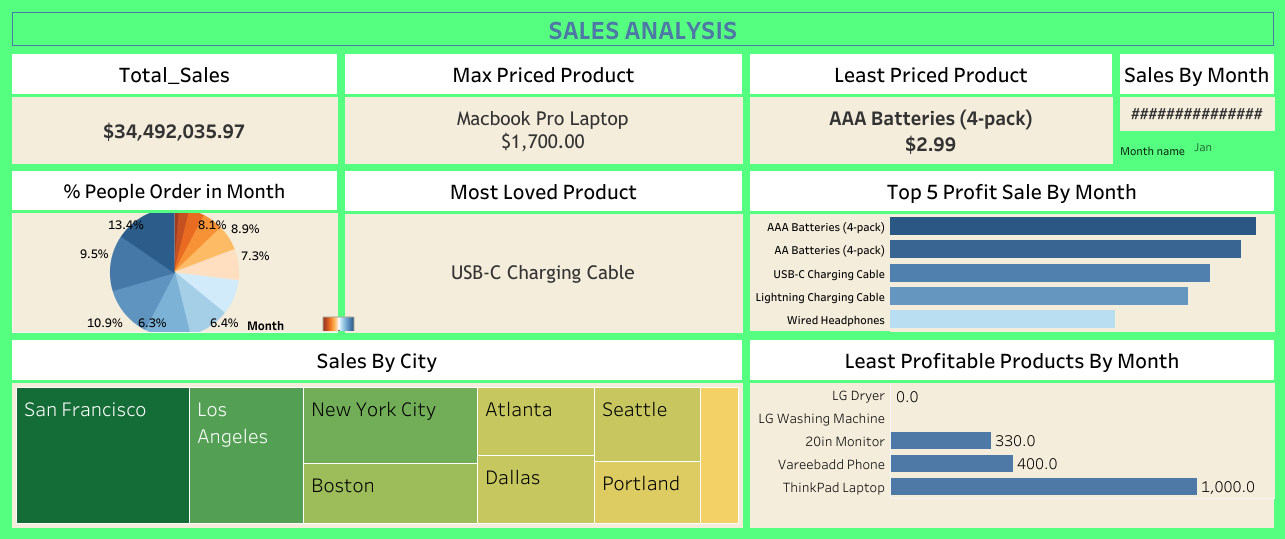 SALES ANALYSIS
Total_Sales
Max Priced Product
Least Priced Product
Sales By Month
$34,492,035.97
Macbook Pro Laptop
$1,700.00
AAA Batteries (4-pack)
$2.99
###############
Month name Jan
% People Order in Month
Most Loved Product
Top 5 Profit Sale By Month
13.4%
8.1%
8.9%
9.5%
7.3%
10.9%
6.3%
6.4%
Month
USB-C Charging Cable
AAA Batteries (4-pack)
AA Batteries (4-pack)
USB-C Charging Cable
Lightning Charging Cable
Wired Headphones
Sales By City
Least Profitable Products By Month
San Francisco
Los
Angeles
New York City
Boston
Atlanta
Dallas
Seattle
Portland
LG Dryer 0.0
LG Washing Machine
20in Monitor 330.0
Vareebadd Phone 400.0
ThinkPad Laptop 1,000.0